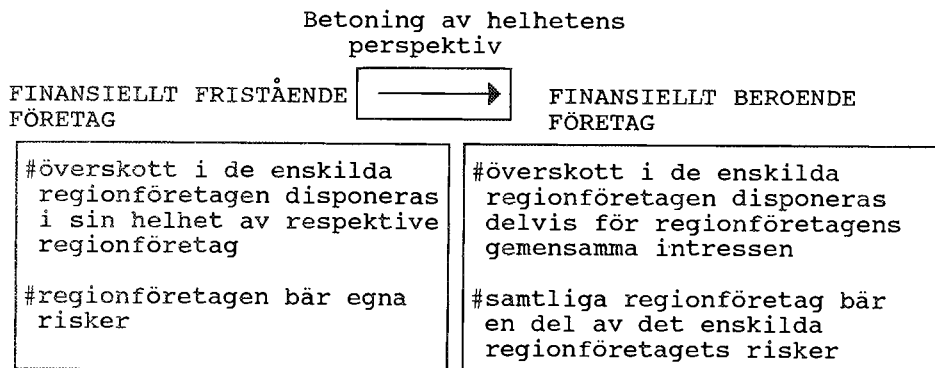 Betoning av helhetens
perspektiv
FINANSIELLT FRISTÅENDE
FÖRETAG
FINANSIELLT BEROENDE
FÖRETAG
#överskott i de enskilda
regionföretagen disponeras
i sin helhet av respektive
regionföretag
#regionföretagen bär egna
risker
#överskott i de enskilda
regionföretagen disponeras
delvis för regionföretagens
gemensamma intressen
#samtliga regionföretag bär
en del av det enskilda
regionföretagets risker